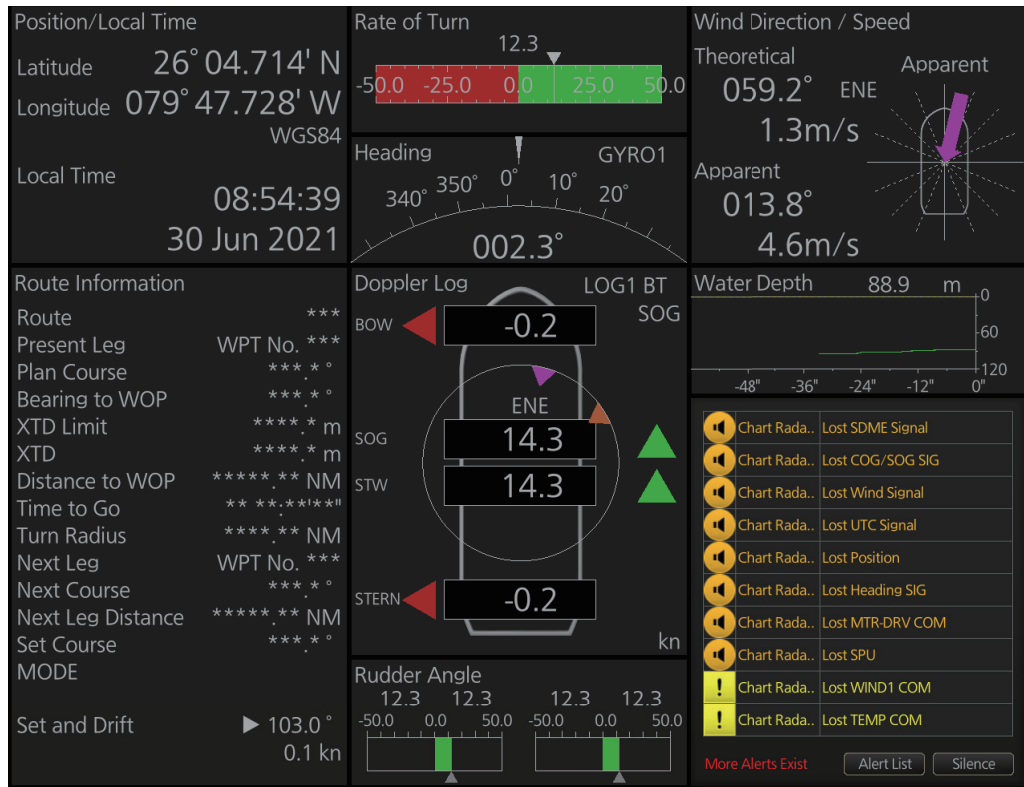 Position/Local Time
Latitude 26° 04.714' N
Longitude 079° 47.728' W
WGS84
Local Time
08:54:39
30 Jun 2021
Rate of Turn
12.3
-50.0 -25.0 0.0 25.0 50.0
Heading GYRO1
340° 350° 0° 10° 20°
002.3°
Wind Direction / Speed
Theoretical
059.2° ENE
1.3m/s
Apparent
Apparent
013.8°
4.6m/s
Route Information
Route ***
Present Leg WPT No. ***
Plan Course ***.* °
Bearing to WOP ***.* °
XTD Limit ****.* m
XTD ****.* m
Distance to WOP *****.** NM
Time to Go ** **:**'**"
Turn Radius ****.** NM
Next Leg WPT No. ***
Next Course ***.* °
Next Leg Distance *****.** NM
Set Course ***.* °
MODE
Set and Drift ▶ 103.0 °
0.1 kn
Doppler Log LOG1 BT
SOG
BOW -0.2
ENE
SOG 14.3
STW 14.3
STERN -0.2
kn
Rudder Angle
12.3 12.3 12.3 12.3
-50.0 0.0 50.0 -50.0 0.0 50.0
Water Depth 88.9 m
0
60
120
-48" -36" -24" -12" 0"
Chart Rada.. Lost SDME Signal
Chart Rada.. Lost COG/SOG SIG
Chart Rada.. Lost Wind Signal
Chart Rada.. Lost UTC Signal
Chart Rada.. Lost Position
Chart Rada.. Lost Heading SIG
Chart Rada.. Lost MTR-DRV COM
Chart Rada.. Lost SPU
! Chart Rada.. Lost WIND1 COM
! Chart Rada.. Lost TEMP COM
More Alerts Exist Alert List Silence